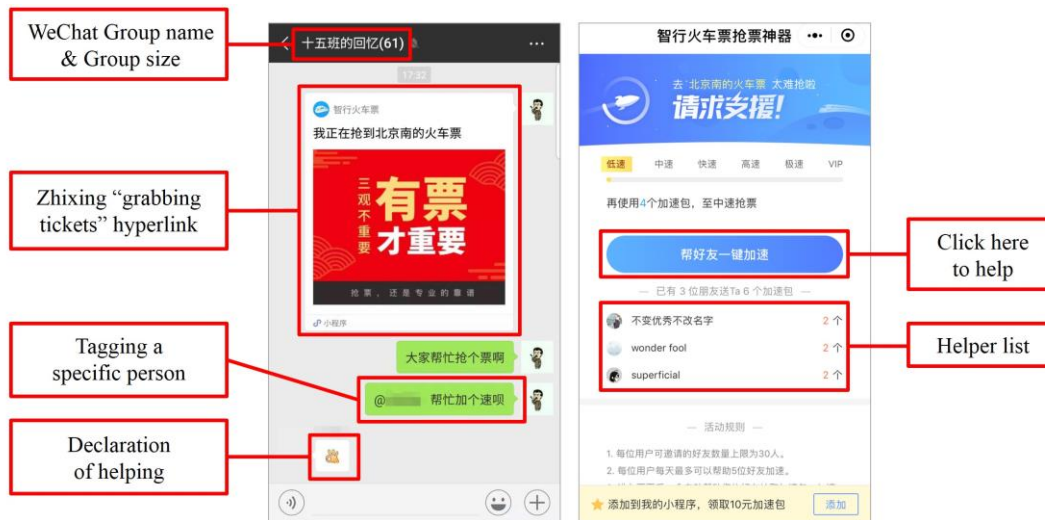 WeChat Group name
& Group size
Zhixing “grabbing
tickets” hyperlink
Tagging a
specific person
Declaration
of helping
十五班的回忆(61)
17:32
智行火车票
我正在抢到北京南的火车票
三观不重要
有票
才重要
抢票，还是专业的靠谱
小程序
大家帮忙抢个票啊
@ 帮忙加个速呗
智行火车票抢票神器
去 北京南的火车票 太难抢啦
请求支援!
低速 中速 快速 高速 极速 VIP
再使用4个加速包，至中速抢票
帮好友一键加速
— 已有 3 位朋友送Ta 6 个加速包 —
不变优秀不改名字 2 个
wonder fool 2 个
superficial 2 个
— 活动规则 —
1. 每位用户可邀请的好友数量上限为30人。
2. 每位用户每天最多可以帮助5位好友加速。
添加到我的小程序，领取10元加速包 添加
Click here
to help
Helper list